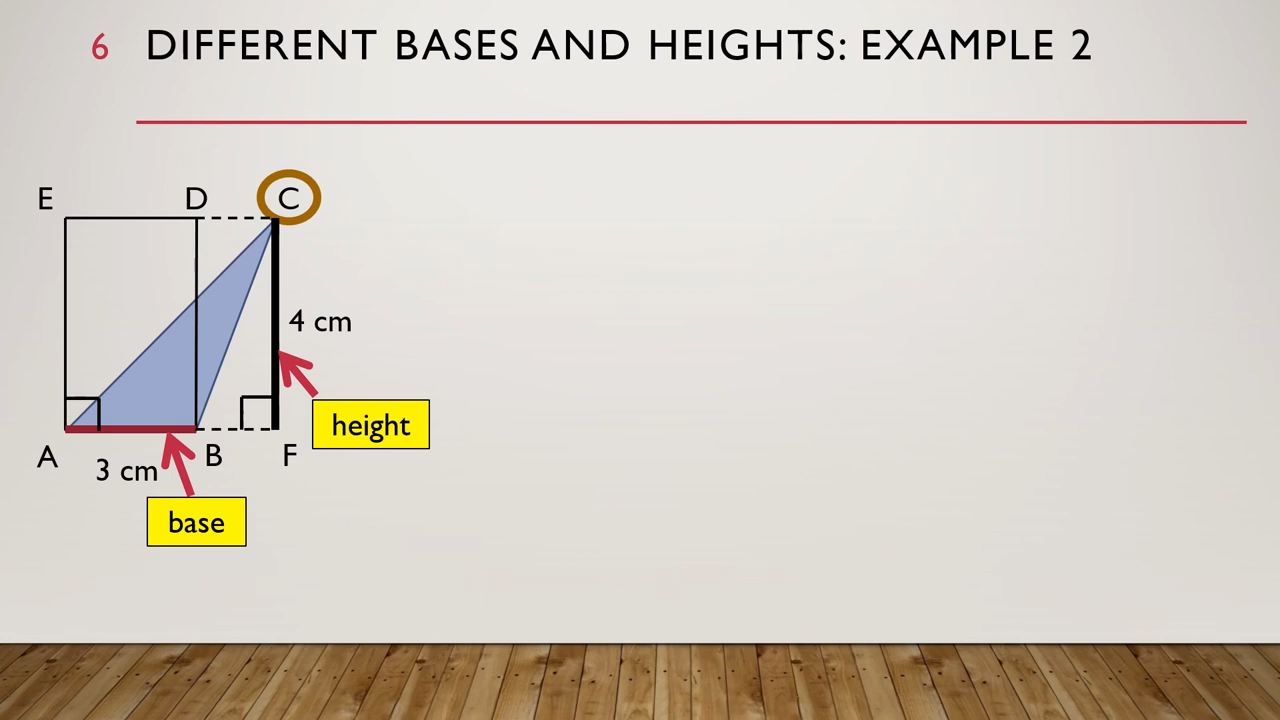 6 DIFFERENT BASES AND HEIGHTS: EXAMPLE 2
E D C
4 cm
height
A 3 cm B F
base